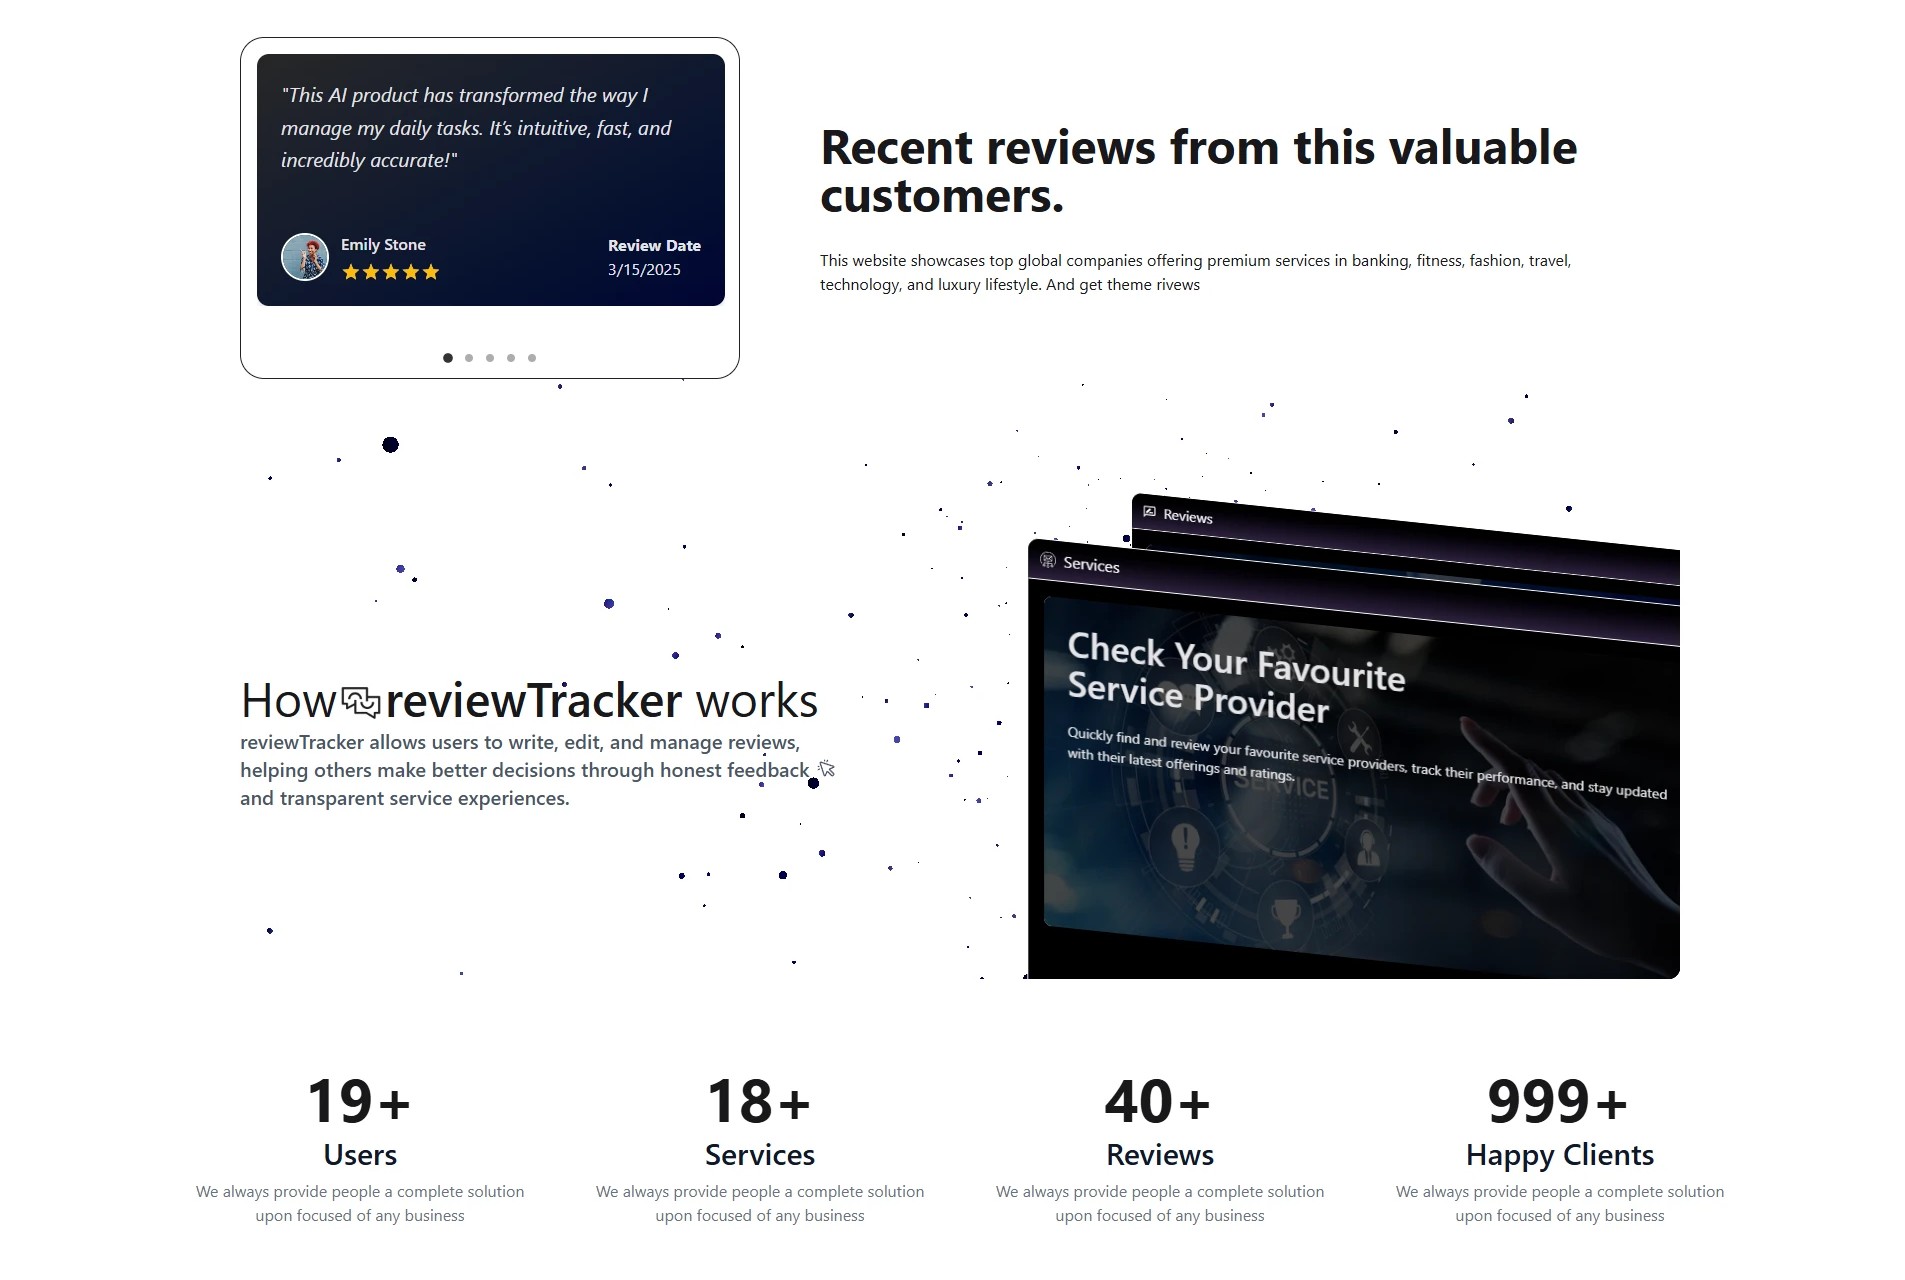 "This AI product has transformed the way I
manage my daily tasks. It's intuitive, fast, and
incredibly accurate!"
Emily Stone
Review Date
3/15/2025
Recent reviews from this valuable
customers.
This website showcases top global companies offering premium services in banking, fitness, fashion, travel,
technology, and luxury lifestyle. And get theme rivews
How reviewTracker works
reviewTracker allows users to write, edit, and manage reviews,
helping others make better decisions through honest feedback
and transparent service experiences.
Reviews
Services
Check Your Favourite
Service Provider
Quickly find and review your favourite service providers, track their performance, and stay updated
with their latest offerings and ratings.
SERVICE
19+
Users
We always provide people a complete solution
upon focused of any business
18+
Services
We always provide people a complete solution
upon focused of any business
40+
Reviews
We always provide people a complete solution
upon focused of any business
999+
Happy Clients
We always provide people a complete solution
upon focused of any business